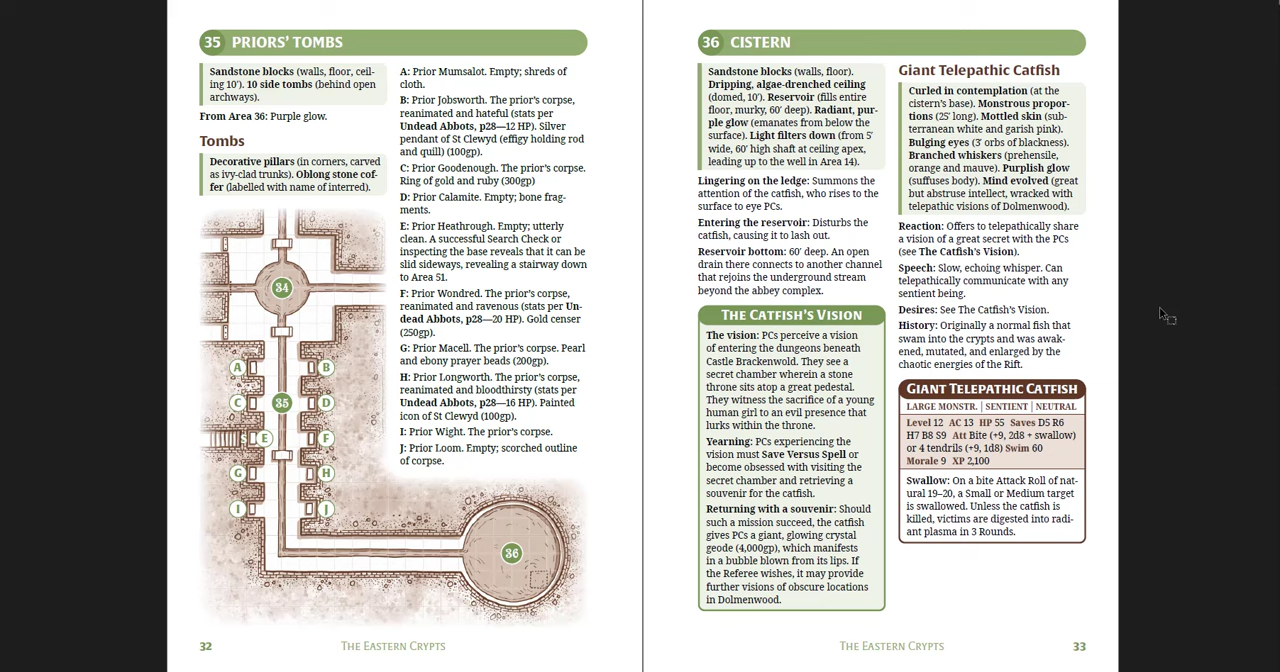 35 PRIORS' TOMBS
Sandstone blocks (walls, floor, ceil-
ing 10'). 10 side tombs (behind open
archways).
From Area 36: Purple glow.
Tombs
Decorative pillars (in corners, carved
as ivy-clad trunks). Oblong stone cof-
fer (labelled with name of interred).
A: Prior Mumsalot. Empty; shreds of
cloth.
B: Prior Jobsworth. The prior's corpse,
reanimated and hateful (stats per
Undead Abbots, p28—12 HP). Silver
pendant of St Clewyd (effigy holding rod
and quill) (100gp).
C: Prior Goodenough. The prior's corpse.
Ring of gold and ruby (300gp)
D: Prior Calamite. Empty; bone frag-
ments.
E: Prior Heathrough. Empty; utterly
clean. A successful Search Check or
inspecting the base reveals that it can be
slid sideways, revealing a stairway down
to Area 51.
F: Prior Wondred. The prior's corpse,
reanimated and ravenous (stats per Un-
dead Abbots, p28—20 HP). Gold censer
(250gp).
G: Prior Macell. The prior's corpse. Pearl
and ebony prayer beads (200gp).
H: Prior Longworth. The prior's corpse,
reanimated and bloodthirsty (stats per
Undead Abbots, p28—16 HP). Painted
icon of St Clewyd (100gp).
I: Prior Wight. The prior's corpse.
J: Prior Loom. Empty; scorched outline
of corpse.
34
A B
C 35 D
S E F
G H
I J
36
32 THE EASTERN CRYPTS
36 CISTERN
Sandstone blocks (walls, floor).
Dripping, algae-drenched ceiling
(domed, 10'). Reservoir (fills entire
floor, murky, 60' deep). Radiant, pur-
ple glow (emanates from below the
surface). Light filters down (from 5'
wide, 60' high shaft at ceiling apex,
leading up to the well in Area 14).
Lingering on the ledge: Summons the
attention of the catfish, who rises to the
surface to eye PCs.
Entering the reservoir: Disturbs the
catfish, causing it to lash out.
Reservoir bottom: 60' deep. An open
drain there connects to another channel
that rejoins the underground stream
beyond the abbey complex.
THE CATFISH'S VISION
The vision: PCs perceive a vision
of entering the dungeons beneath
Castle Brackenwold. They see a
secret chamber wherein a stone
throne sits atop a great pedestal.
They witness the sacrifice of a young
human girl to an evil presence that
lurks within the throne.
Yearning: PCs experiencing the
vision must Save Versus Spell or
become obsessed with visiting the
secret chamber and retrieving a
souvenir for the catfish.
Returning with a souvenir: Should
such a mission succeed, the catfish
gives PCs a giant, glowing crystal
geode (4,000gp), which manifests
in a bubble blown from its lips. If
the Referee wishes, it may provide
further visions of obscure locations
in Dolmenwood.
Giant Telepathic Catfish
Curled in contemplation (at the
cistern's base). Monstrous propor-
tions (25' long). Mottled skin (sub-
terranean white and garish pink).
Bulging eyes (3' orbs of blackness).
Branched whiskers (prehensile,
orange and mauve). Purplish glow
(suffuses body). Mind evolved (great
but abstruse intellect, wracked with
telepathic visions of Dolmenwood).
Reaction: Offers to telepathically share
a vision of a great secret with the PCs
(see The Catfish's Vision).
Speech: Slow, echoing whisper. Can
telepathically communicate with any
sentient being.
Desires: See The Catfish's Vision.
History: Originally a normal fish that
swam into the crypts and was awak-
ened, mutated, and enlarged by the
chaotic energies of the Rift.
GIANT TELEPATHIC CATFISH
LARGE MONSTR. | SENTIENT | NEUTRAL
Level 12 AC 13 HP 55 Saves D5 R6
H7 B8 S9 Att Bite (+9, 2d8 + swallow)
or 4 tendrils (+9, 1d8) Swim 60
Morale 9 XP 2,100
Swallow: On a bite Attack Roll of nat-
ural 19–20, a Small or Medium target
is swallowed. Unless the catfish is
killed, victims are digested into radi-
ant plasma in 3 Rounds.
THE EASTERN CRYPTS 33